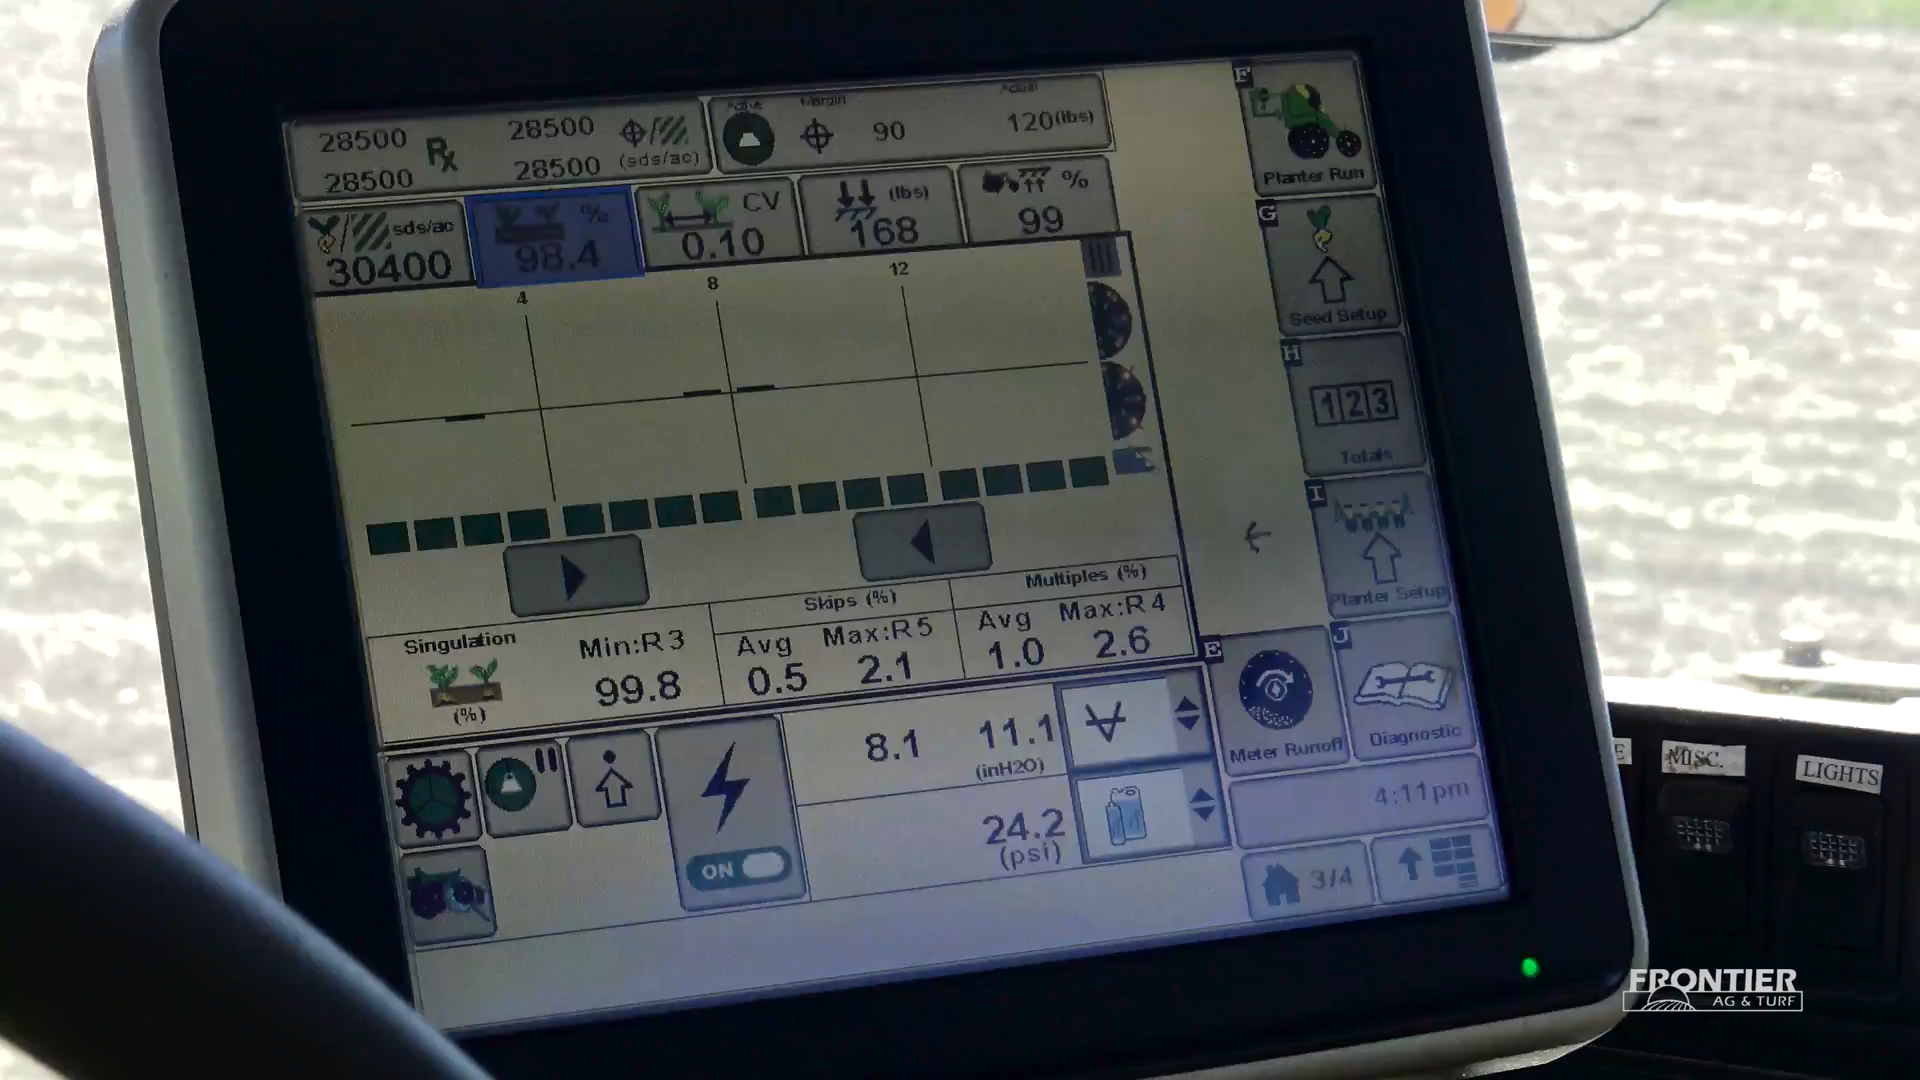 28500 Rx 28500 (sds/ac)
28500 28500
Active Margin Actual
90 120(lbs)
sds/ac
30400
%
98.4
CV
0.10
(lbs)
168
%
99
4 8 12
Singulation
(%)
Min:R3
99.8
Skips (%)
Avg Max:R5
0.5 2.1
Multiples (%)
Avg Max:R4
1.0 2.6
8.1 11.1
(inH2O)
24.2
(psi)
ON
F
Planter Run
G
Seed Setup
H
123
Totals
I
Planter Setup
E
Meter Runoff
J
Diagnostic
4:11pm
3/4
E
MISC.
LIGHTS
FRONTIER
AG & TURF